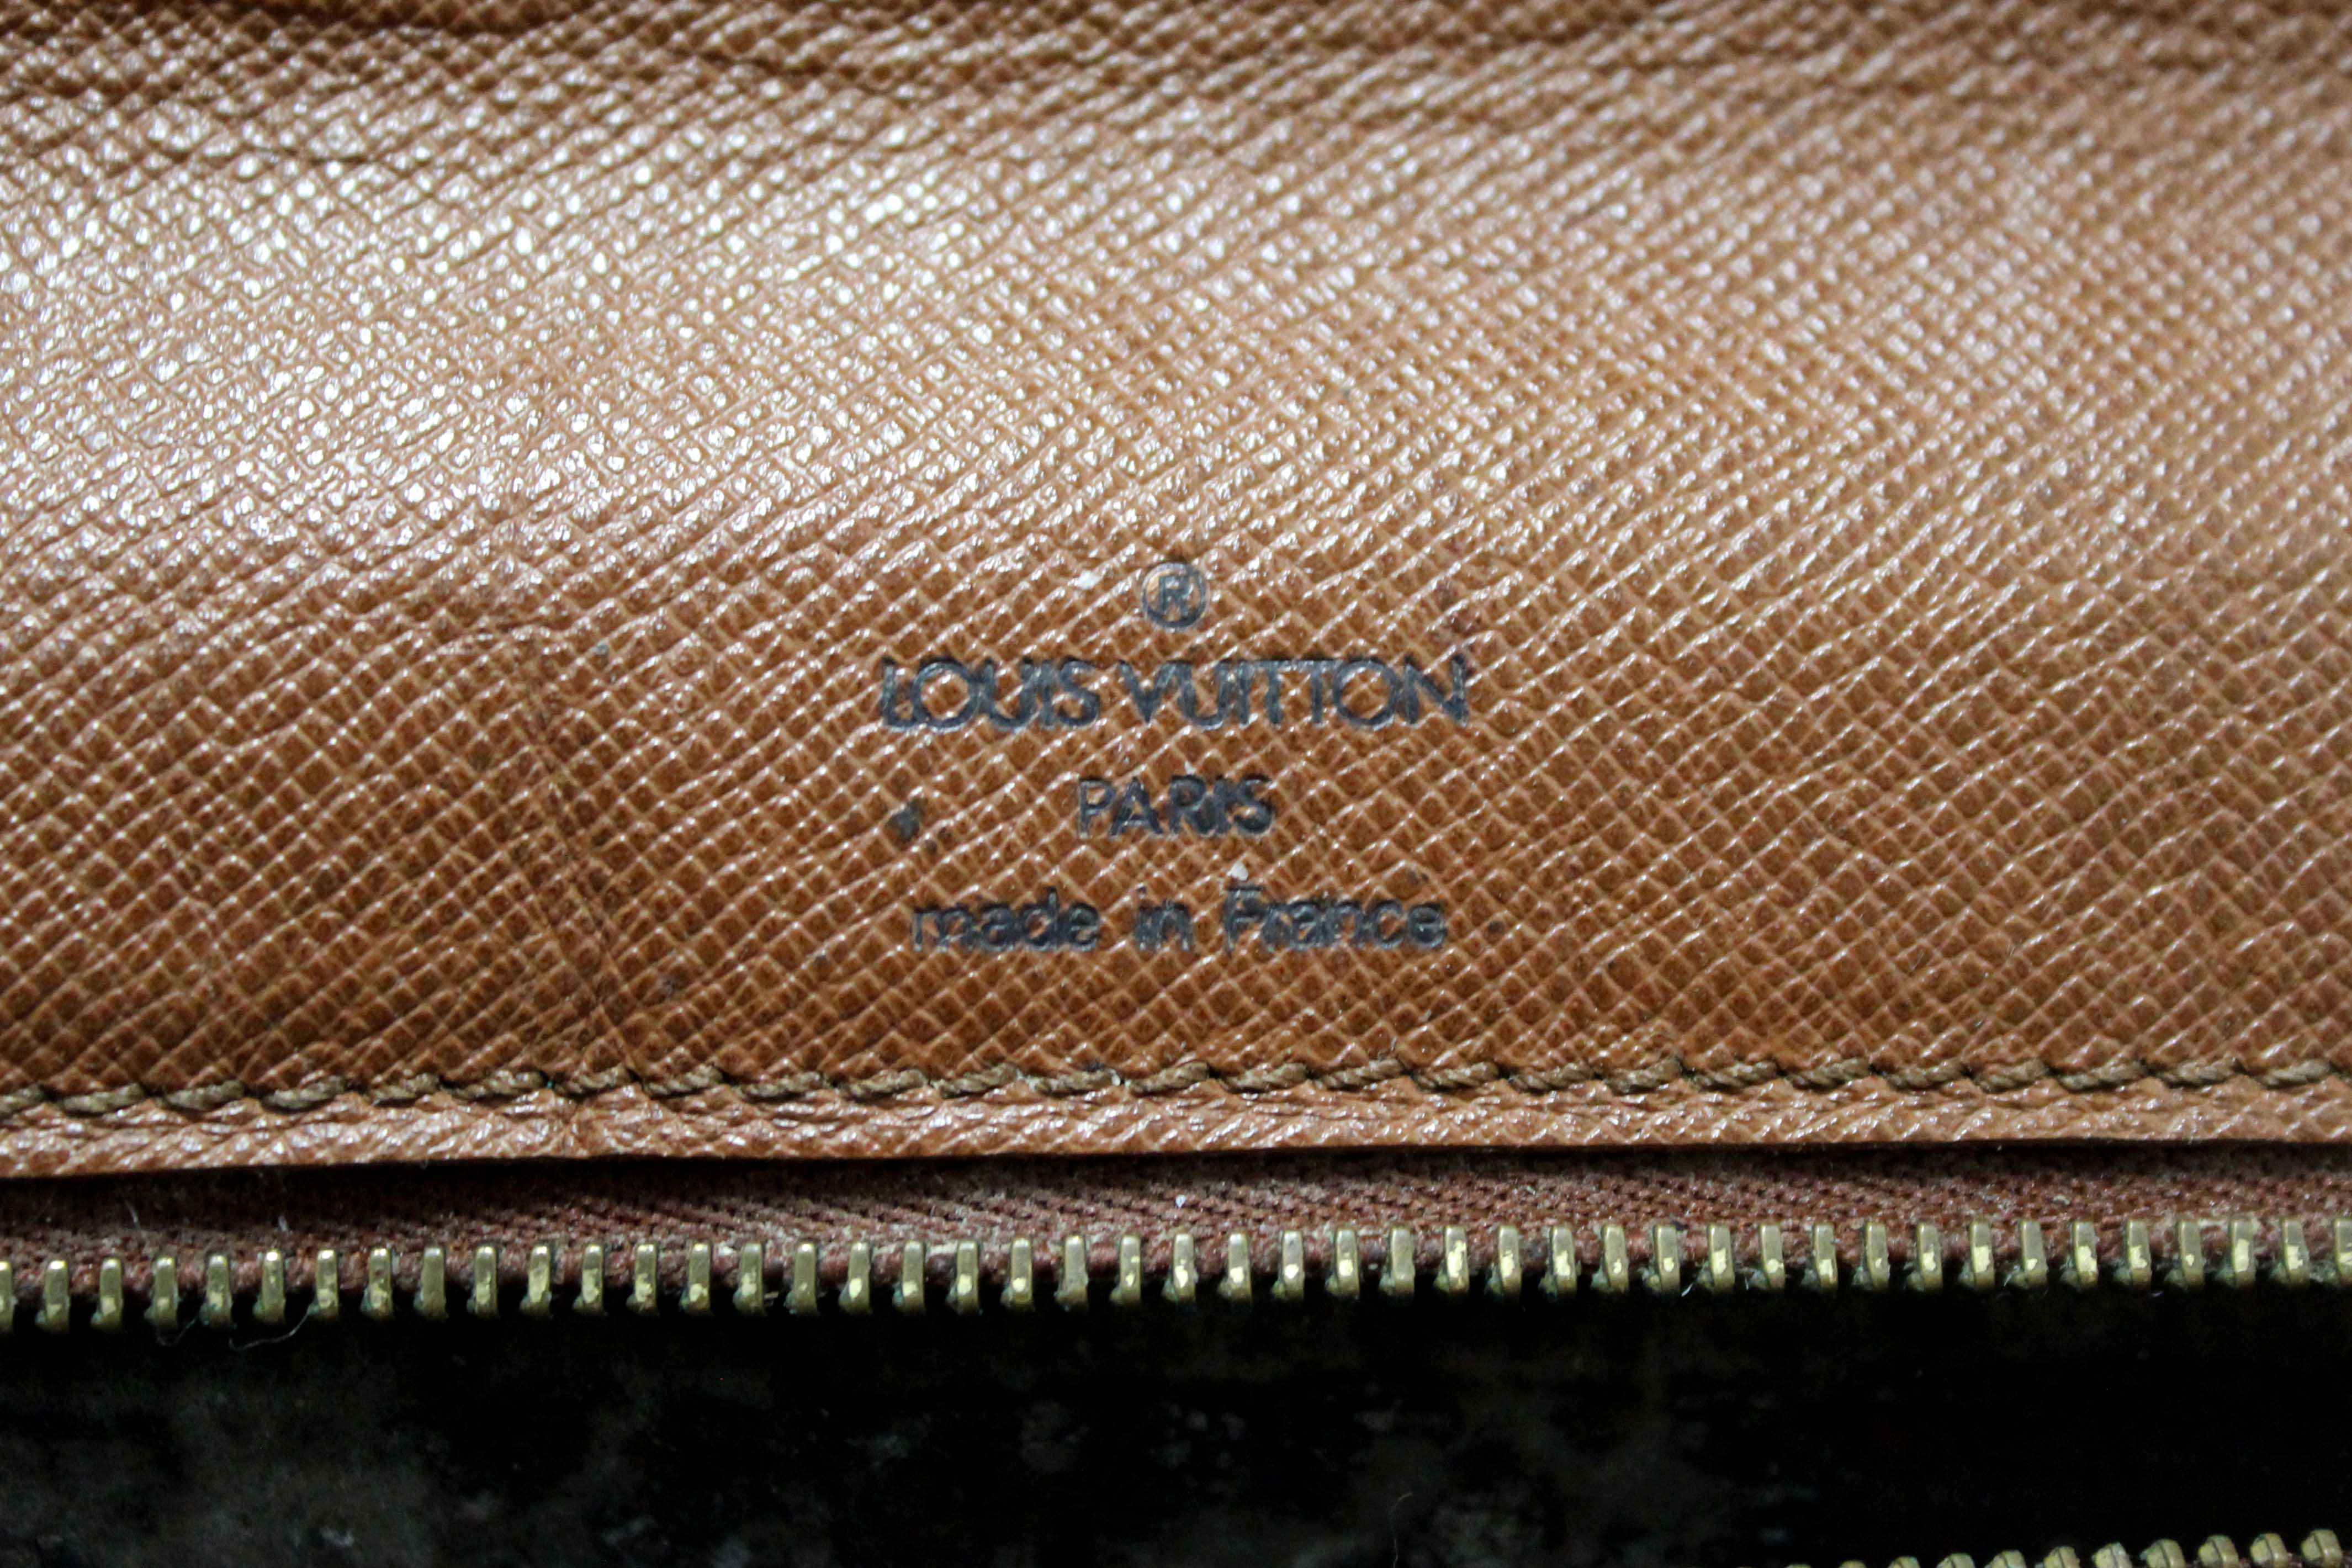 ®
LOUIS VUITTON
PARIS
made in France